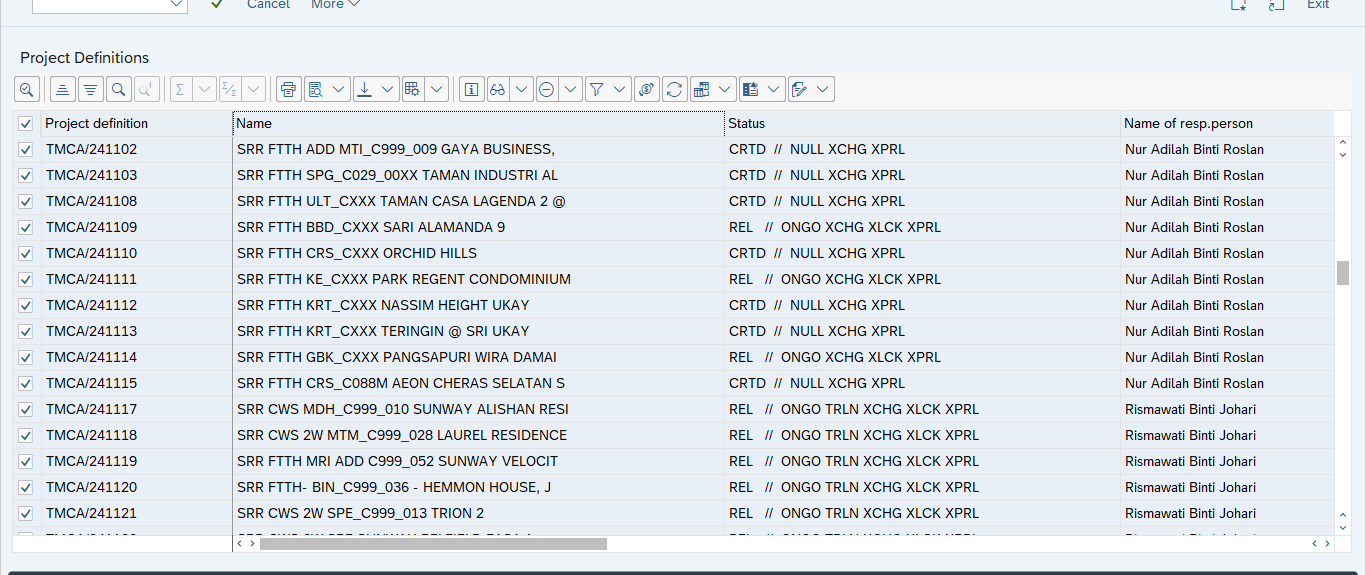 Cancel More Exit
Project Definitions
Project definition Name Status Name of resp.person
TMCA/241102 SRR FTTH ADD MTI_C999_009 GAYA BUSINESS, CRTD // NULL XCHG XPRL Nur Adilah Binti Roslan
TMCA/241103 SRR FTTH SPG_C029_00XX TAMAN INDUSTRI AL CRTD // NULL XCHG XPRL Nur Adilah Binti Roslan
TMCA/241108 SRR FTTH ULT_CXXX TAMAN CASA LAGENDA 2 @ CRTD // NULL XCHG XPRL Nur Adilah Binti Roslan
TMCA/241109 SRR FTTH BBD_CXXX SARI ALAMANDA 9 REL // ONGO XCHG XLCK XPRL Nur Adilah Binti Roslan
TMCA/241110 SRR FTTH CRS_CXXX ORCHID HILLS CRTD // NULL XCHG XPRL Nur Adilah Binti Roslan
TMCA/241111 SRR FTTH KE_CXXX PARK REGENT CONDOMINIUM REL // ONGO XCHG XLCK XPRL Nur Adilah Binti Roslan
TMCA/241112 SRR FTTH KRT_CXXX NASSIM HEIGHT UKAY CRTD // NULL XCHG XPRL Nur Adilah Binti Roslan
TMCA/241113 SRR FTTH KRT_CXXX TERINGIN @ SRI UKAY CRTD // NULL XCHG XPRL Nur Adilah Binti Roslan
TMCA/241114 SRR FTTH GBK_CXXX PANGSAPURI WIRA DAMAI REL // ONGO XCHG XLCK XPRL Nur Adilah Binti Roslan
TMCA/241115 SRR FTTH CRS_C088M AEON CHERAS SELATAN S CRTD // NULL XCHG XPRL Nur Adilah Binti Roslan
TMCA/241117 SRR CWS MDH_C999_010 SUNWAY ALISHAN RESI REL // ONGO TRLN XCHG XLCK XPRL Rismawati Binti Johari
TMCA/241118 SRR CWS 2W MTM_C999_028 LAUREL RESIDENCE REL // ONGO TRLN XCHG XLCK XPRL Rismawati Binti Johari
TMCA/241119 SRR FTTH MRI ADD C999_052 SUNWAY VELOCIT REL // ONGO TRLN XCHG XLCK XPRL Rismawati Binti Johari
TMCA/241120 SRR FTTH- BIN_C999_036 - HEMMON HOUSE, J REL // ONGO TRLN XCHG XLCK XPRL Rismawati Binti Johari
TMCA/241121 SRR CWS 2W SPE_C999_013 TRION 2 REL // ONGO TRLN XCHG XLCK XPRL Rismawati Binti Johari